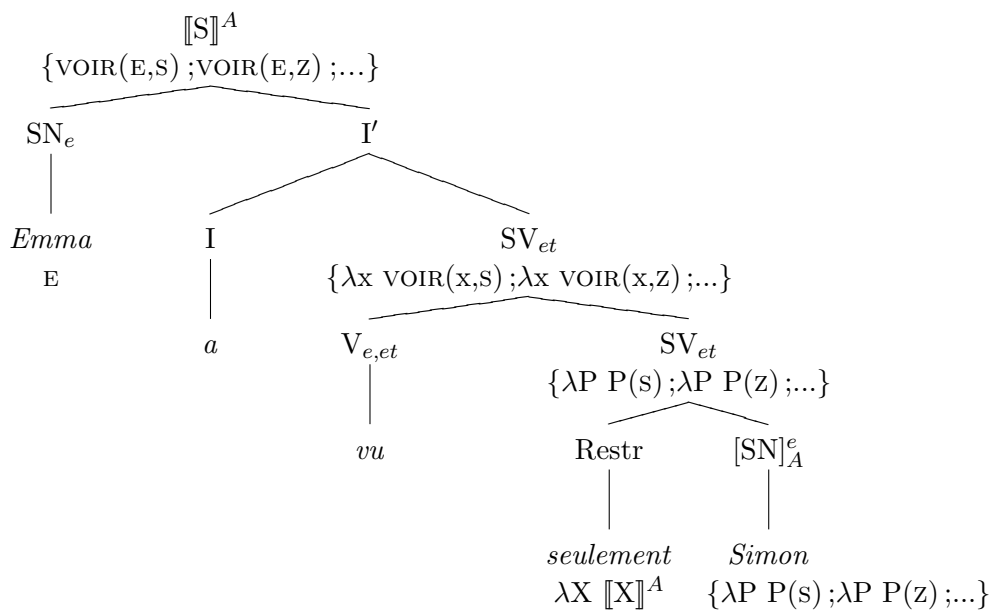 ⟦S⟧^A
{VOIR(E,S) ;VOIR(E,Z) ;...}
SN_e I′
Emma I SV_et
E {λx VOIR(x,S) ;λx VOIR(x,Z) ;...}
a V_e,et SV_et
{λP P(S) ;λP P(Z) ;...}
vu Restr [SN]^e_A
seulement Simon
λX ⟦X⟧^A {λP P(S) ;λP P(Z) ;...}